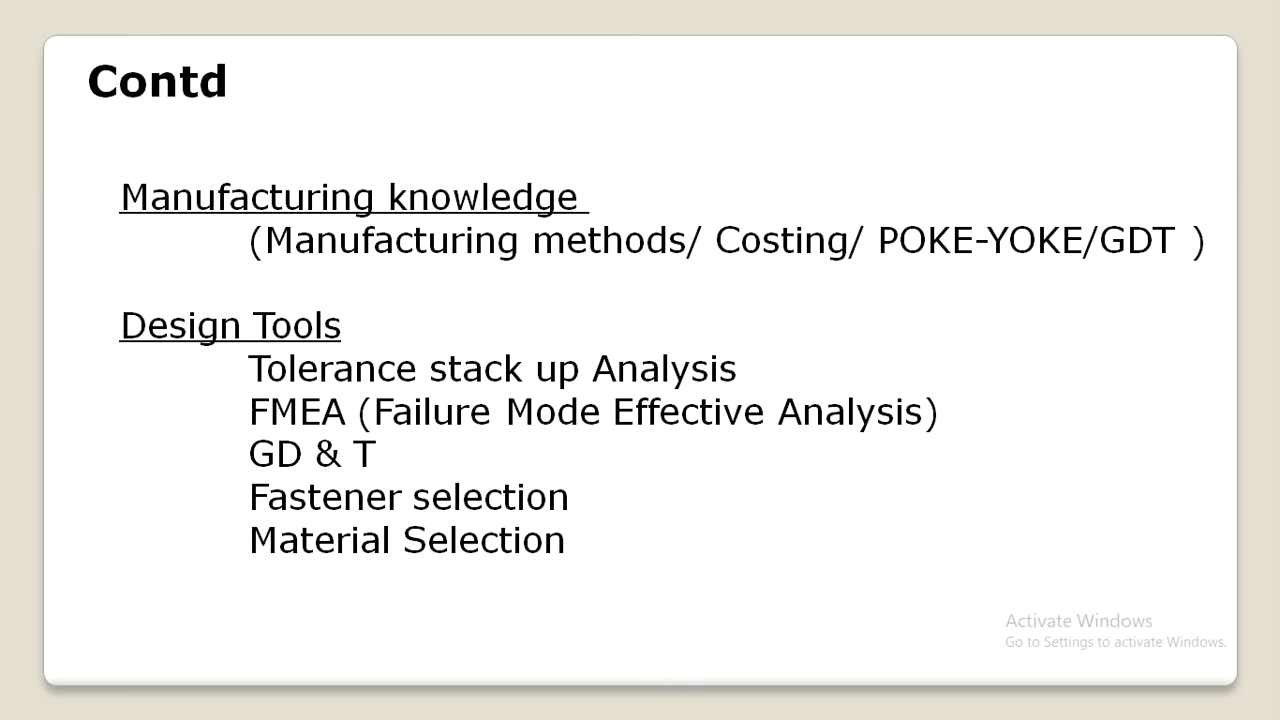 Contd
Manufacturing knowledge
(Manufacturing methods/ Costing/ POKE-YOKE/GDT )
Design Tools
Tolerance stack up Analysis
FMEA (Failure Mode Effective Analysis)
GD & T
Fastener selection
Material Selection
Activate Windows
Go to Settings to activate Windows.